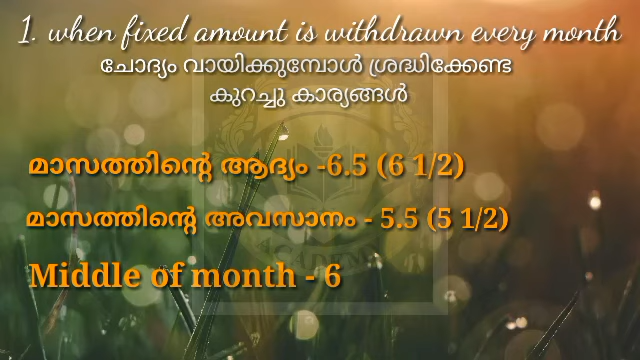 1. when fixed amount is withdrawn every month
ചോദ്യം വായിക്കുമ്പോൾ ശ്രദ്ധിക്കേണ്ട
കുറച്ചു കാര്യങ്ങൾ
മാസത്തിന്റെ ആദ്യം -6.5 (6 1/2)
മാസത്തിന്റെ അവസാനം - 5.5 (5 1/2)
Middle of month - 6
ACADEMY